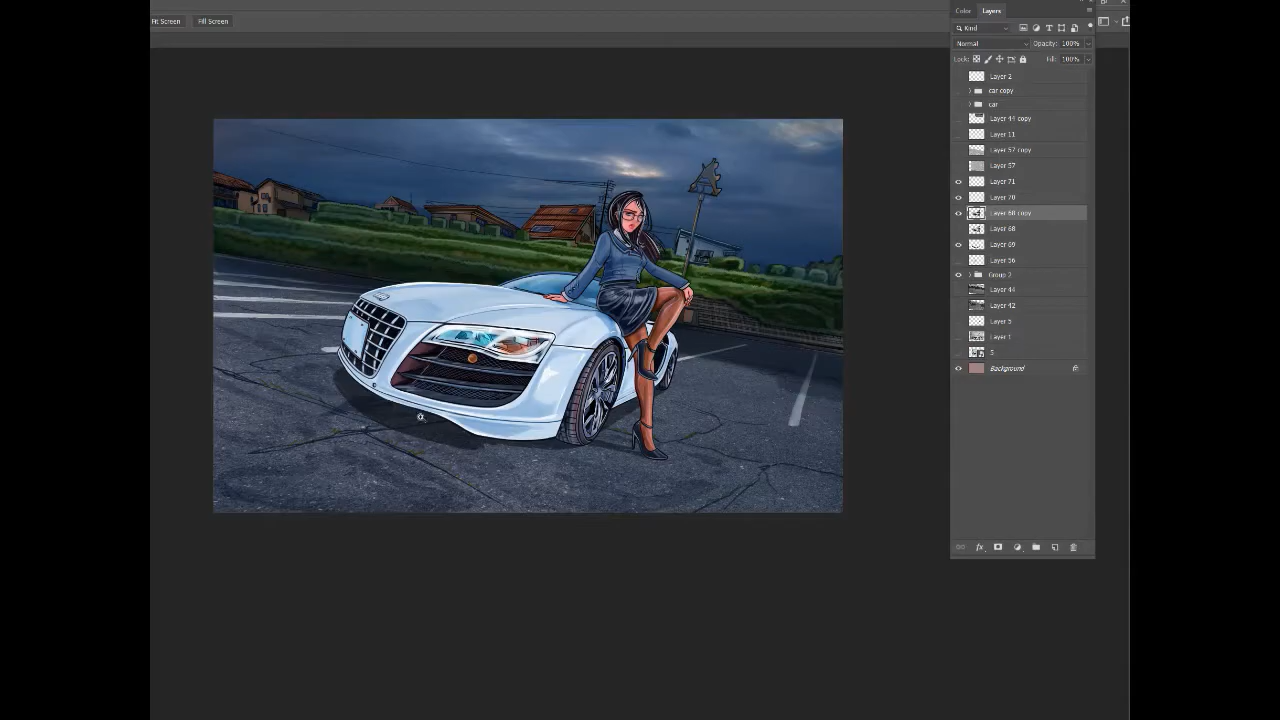 Fit Screen
Fill Screen
Color
Layers
Kind
Normal
Opacity: 100%
Lock:
Fill: 100%
Layer 2
car copy
car
Layer 44 copy
Layer 11
Layer 57 copy
Layer 57
Layer 71
Layer 70
Layer 68 copy
Layer 68
Layer 69
Layer 56
Group 2
Layer 44
Layer 42
Layer 5
Layer 1
Background